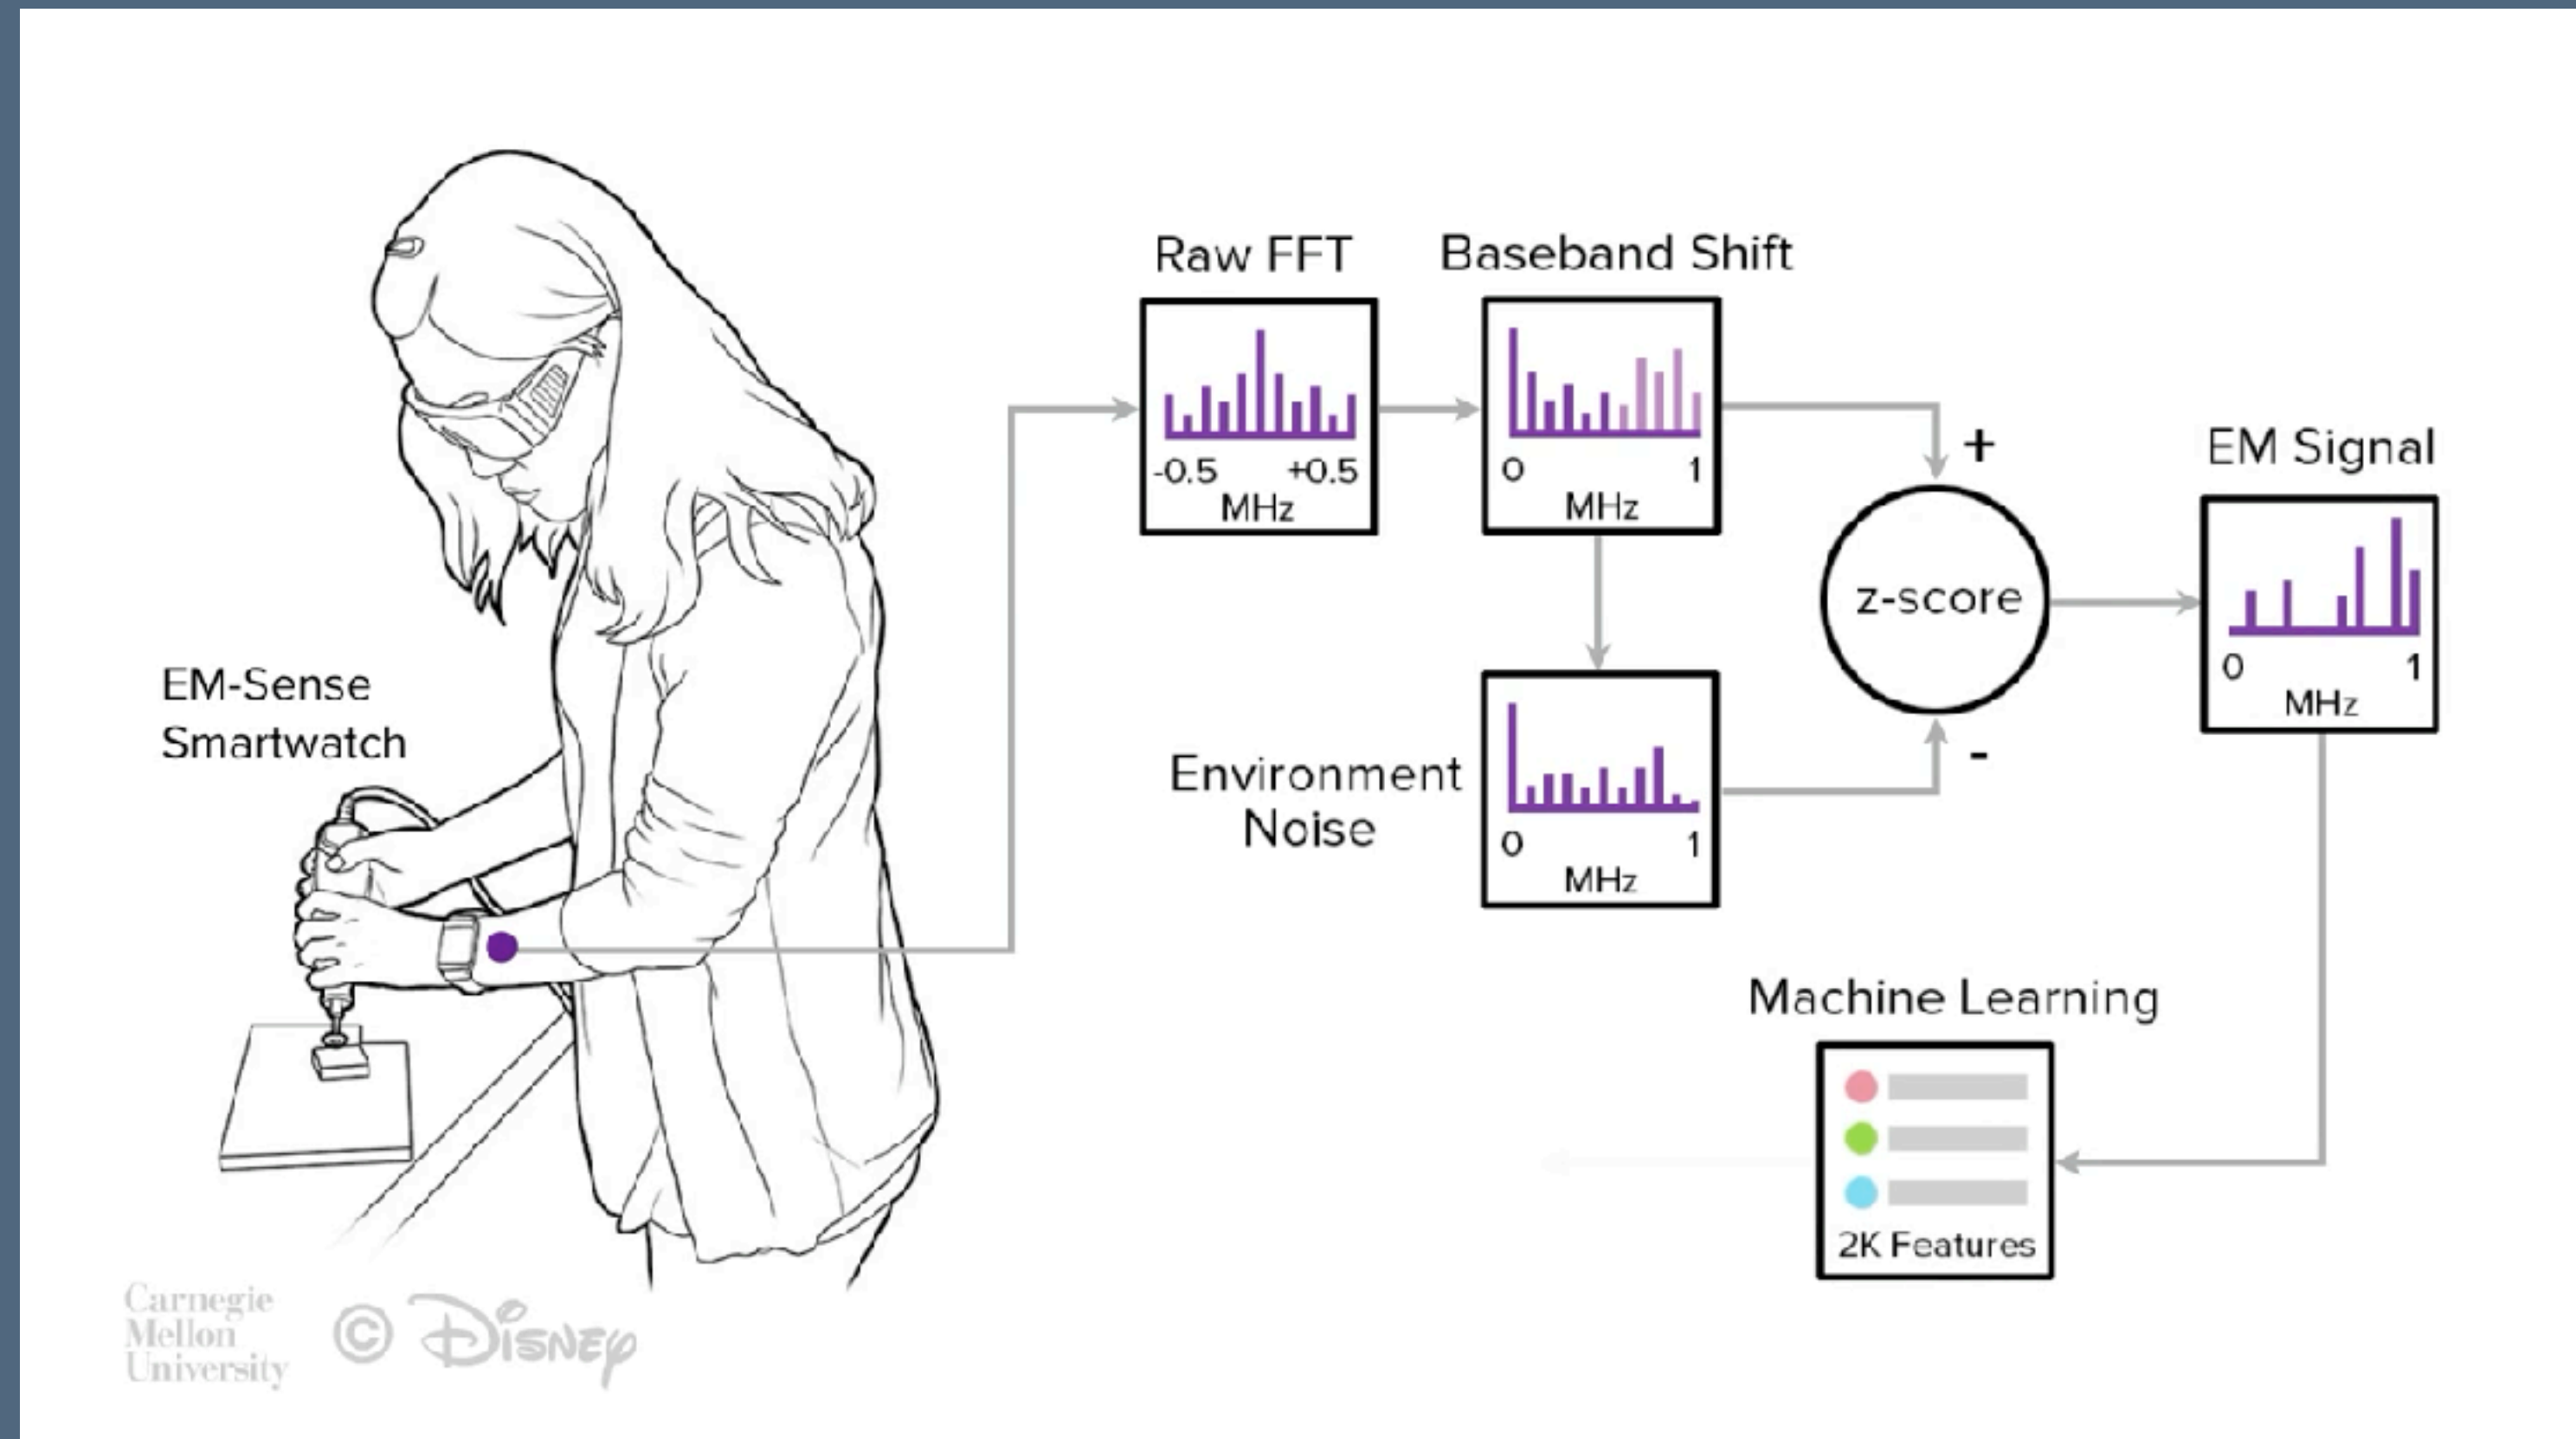 Raw FFT
-0.5 +0.5
MHz
Baseband Shift
0 1
MHz
+
z-score
-
EM Signal
0 1
MHz
EM-Sense
Smartwatch
Environment
Noise
0 1
MHz
Machine Learning
2K Features
Carnegie
Mellon
University
© Disney